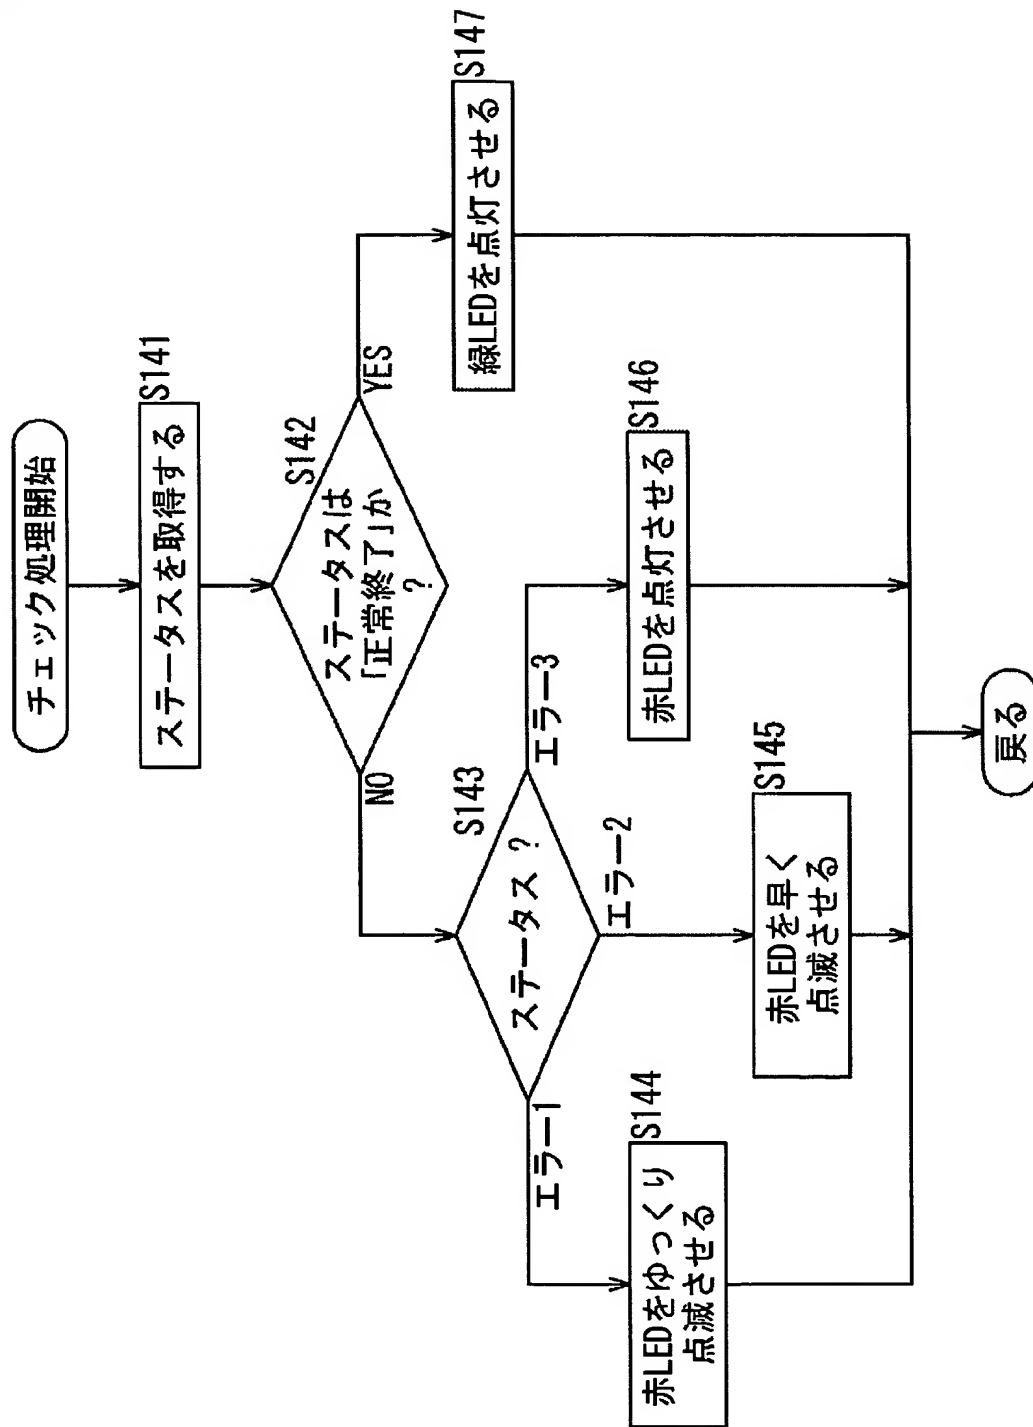 チェック処理開始
S141
ステータスを取得する
S142
ステータスは
「正常終了」か
?
YES
NO
S147
緑LEDを点灯させる
S143
ステータス?
エラー1
エラー2
エラー3
S144
赤LEDをゆっくり
点滅させる
S145
赤LEDを早く
点滅させる
S146
赤LEDを点灯させる
戻る